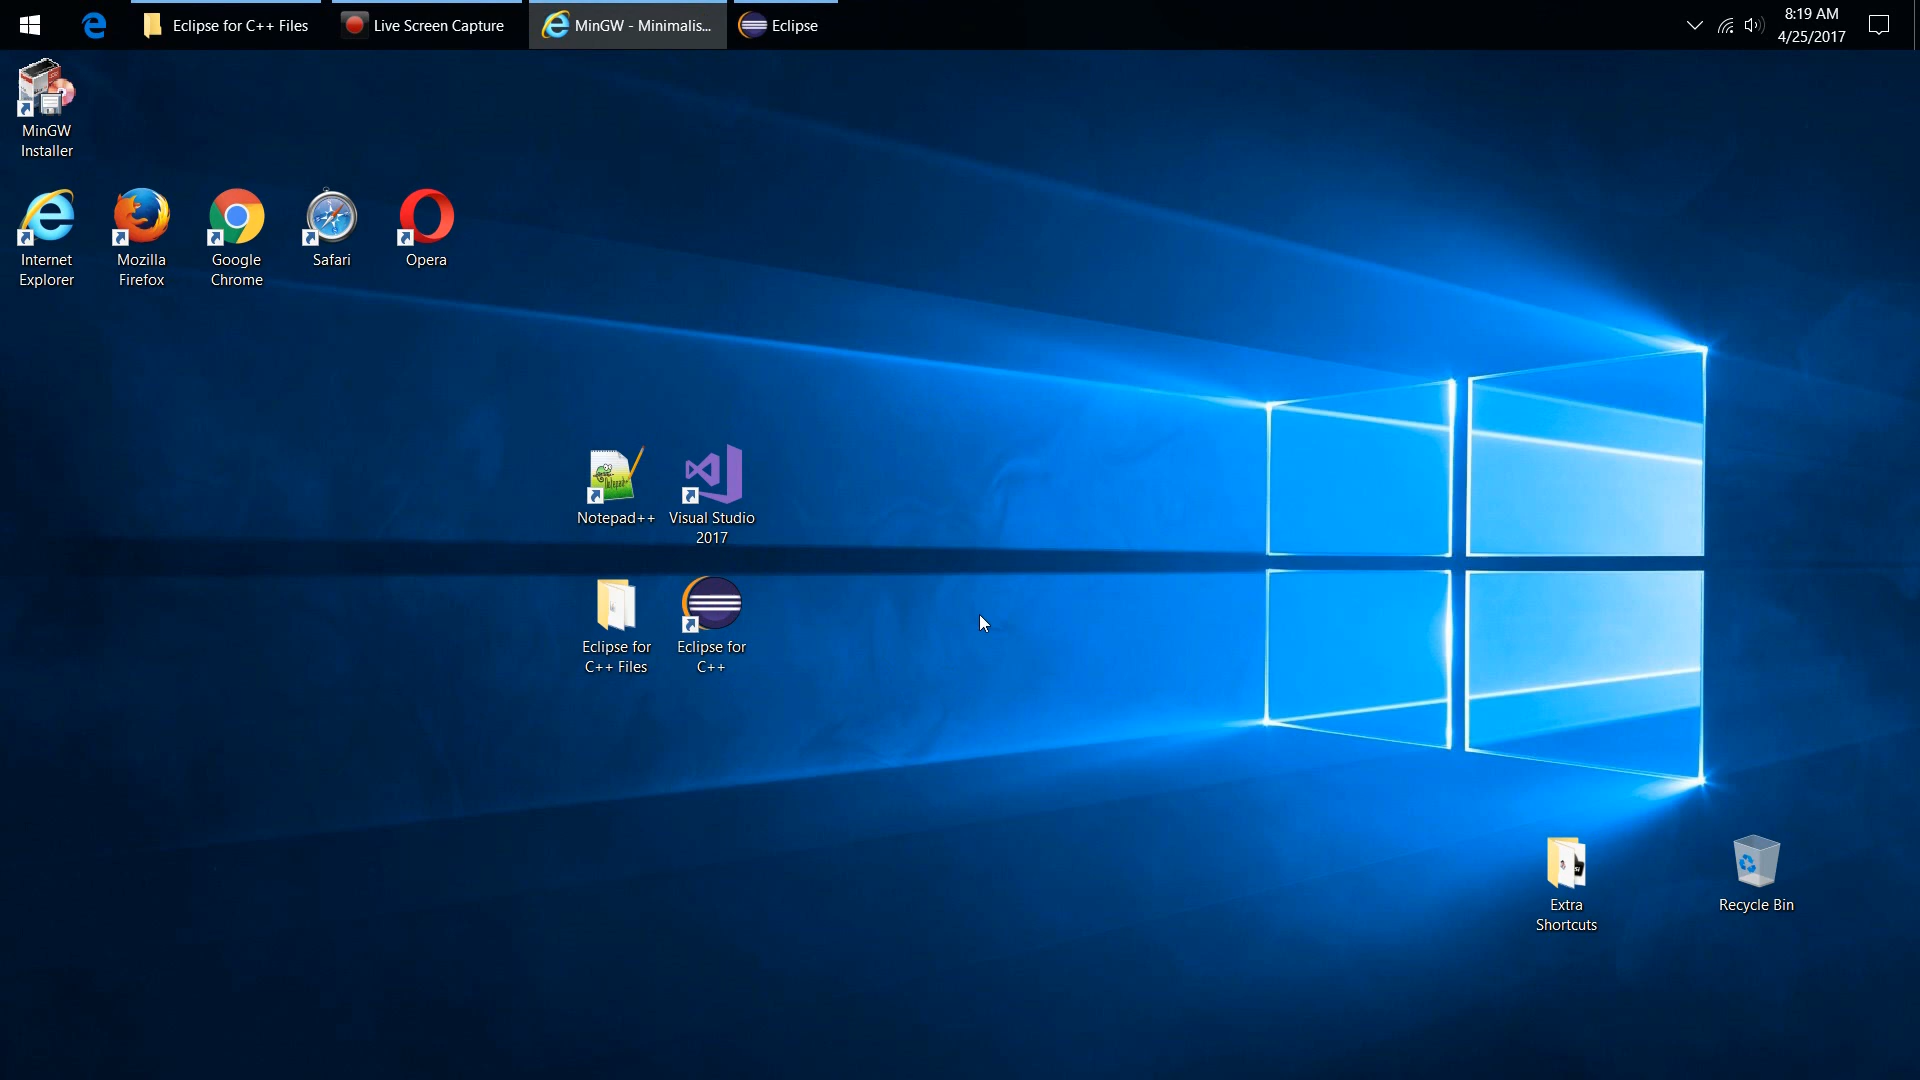 Eclipse for C++ Files
Live Screen Capture
MinGW - Minimalis...
Eclipse
8:19 AM
4/25/2017
MinGW
Installer
Internet
Explorer
Mozilla
Firefox
Google
Chrome
Safari
Opera
Notepad++
Visual Studio
2017
Eclipse for
C++ Files
Eclipse for
C++
Extra
Shortcuts
Recycle Bin